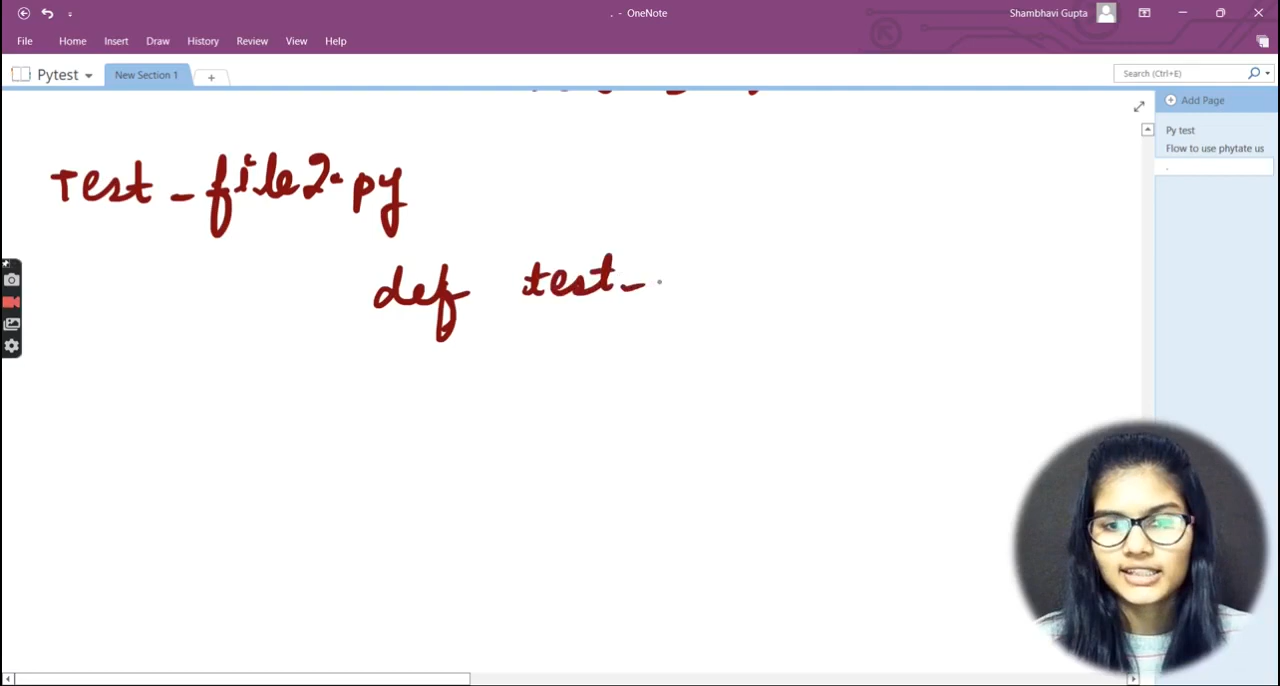 . - OneNote
Shambhavi Gupta
File Home Insert Draw History Review View Help
Pytest
New Section 1
+
Search (Ctrl+E)
Add Page
Py test
Flow to use phytate us
.
Test_file2.py
def test_